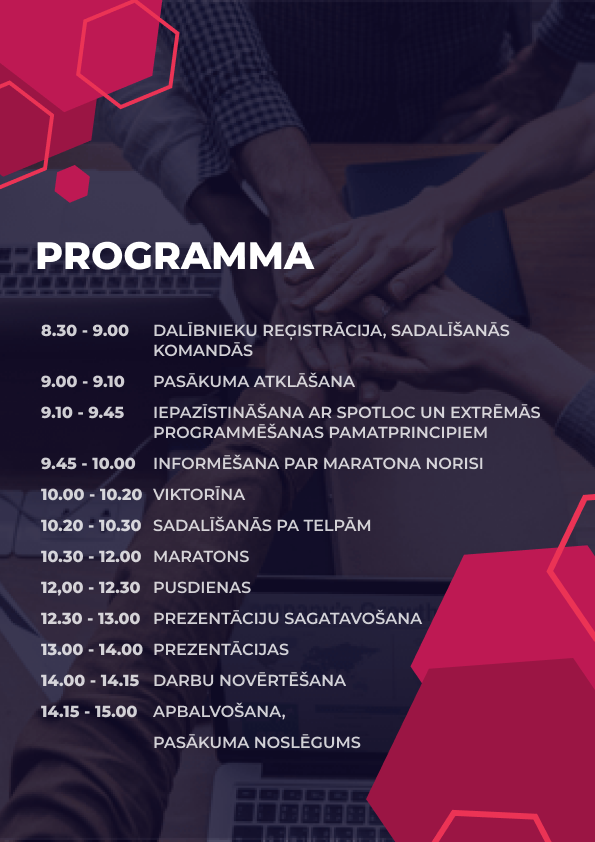 PROGRAMMA
8.30 - 9.00 DALĪBNIEKU REĢISTRĀCIJA, SADALĪŠANĀS
KOMANDĀS
9.00 - 9.10 PASĀKUMA ATKLĀŠANA
9.10 - 9.45 IEPAZĪSTINĀŠANA AR SPOTLOC UN EXTRĒMĀS
PROGRAMMĒŠANAS PAMATPRINCIPIEM
9.45 - 10.00 INFORMĒŠANA PAR MARATONA NORISI
10.00 - 10.20 VIKTORĪNA
10.20 - 10.30 SADALĪŠANĀS PA TELPĀM
10.30 - 12.00 MARATONS
12,00 - 12.30 PUSDIENAS
12.30 - 13.00 PREZENTĀCIJU SAGATAVOŠANA
13.00 - 14.00 PREZENTĀCIJAS
14.00 - 14.15 DARBU NOVĒRTĒŠANA
14.15 - 15.00 APBALVOŠANA,
PASĀKUMA NOSLĒGUMS